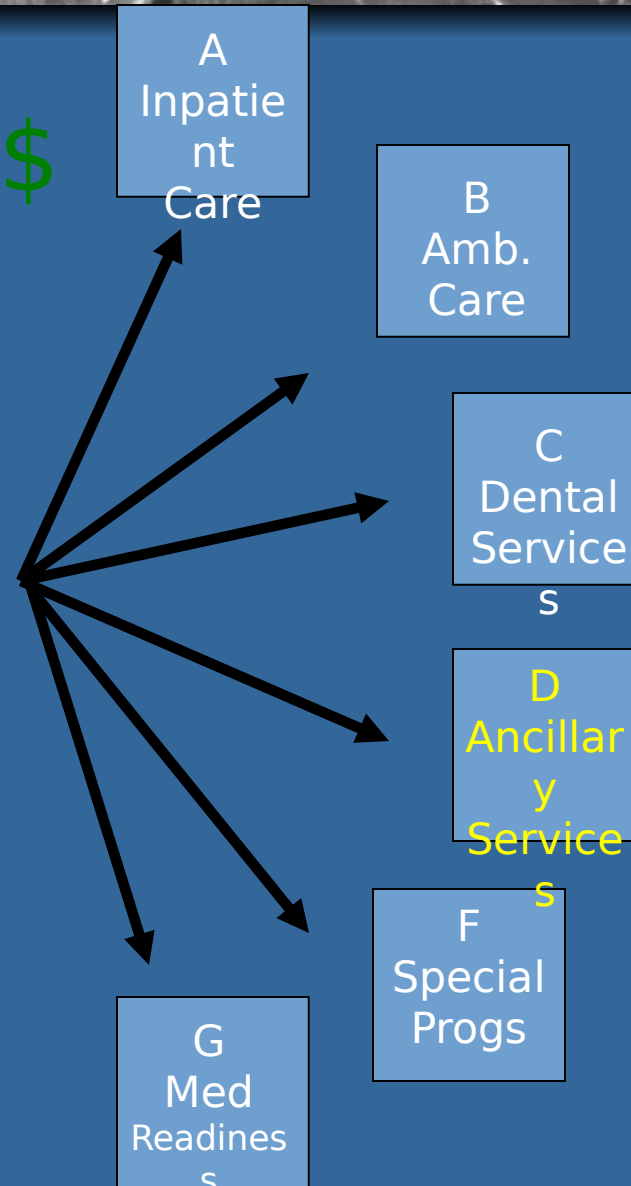 $
A
Inpatie
nt
Care
B
Amb.
Care
C
Dental
Service
s
D
Ancillar
y
Service
s
F
Special
Progs
G
Med
Readines
s